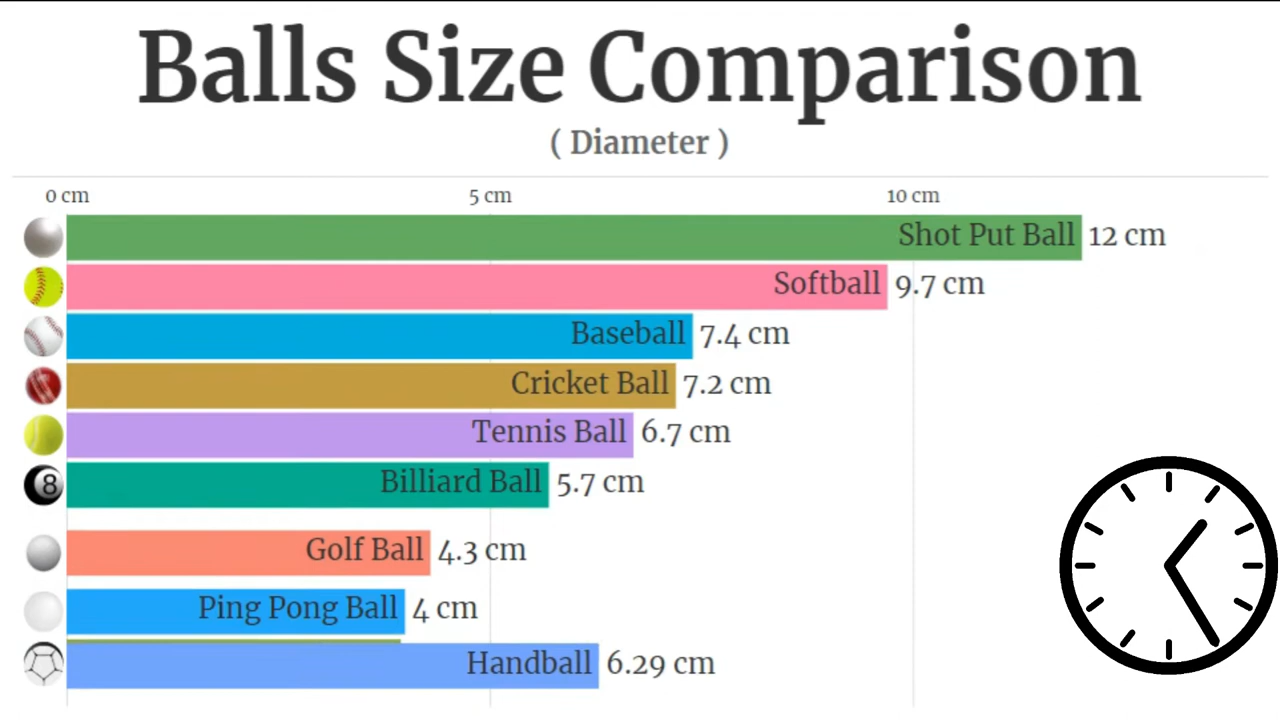 Balls Size Comparison
( Diameter )
0 cm 5 cm 10 cm
Shot Put Ball 12 cm
Softball 9.7 cm
Baseball 7.4 cm
Cricket Ball 7.2 cm
Tennis Ball 6.7 cm
8 Billiard Ball 5.7 cm
Golf Ball 4.3 cm
Ping Pong Ball 4 cm
Handball 6.29 cm